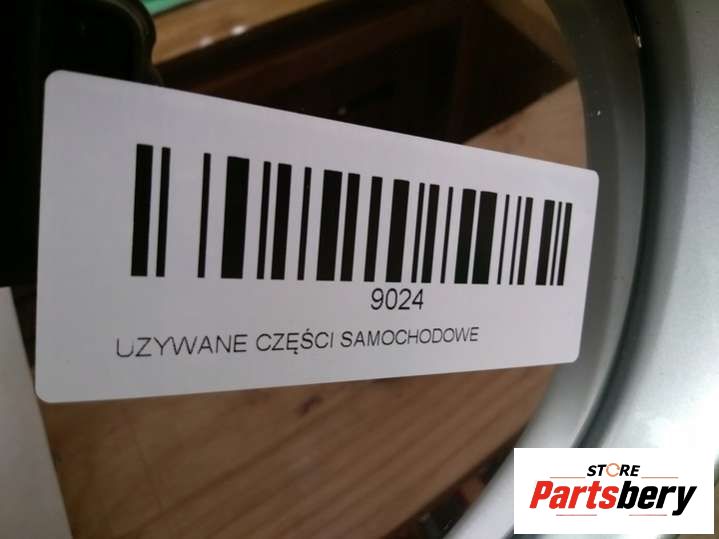 9024
UZYWANE CZĘŚCI SAMOCHODOWE
STORE
Partsbery